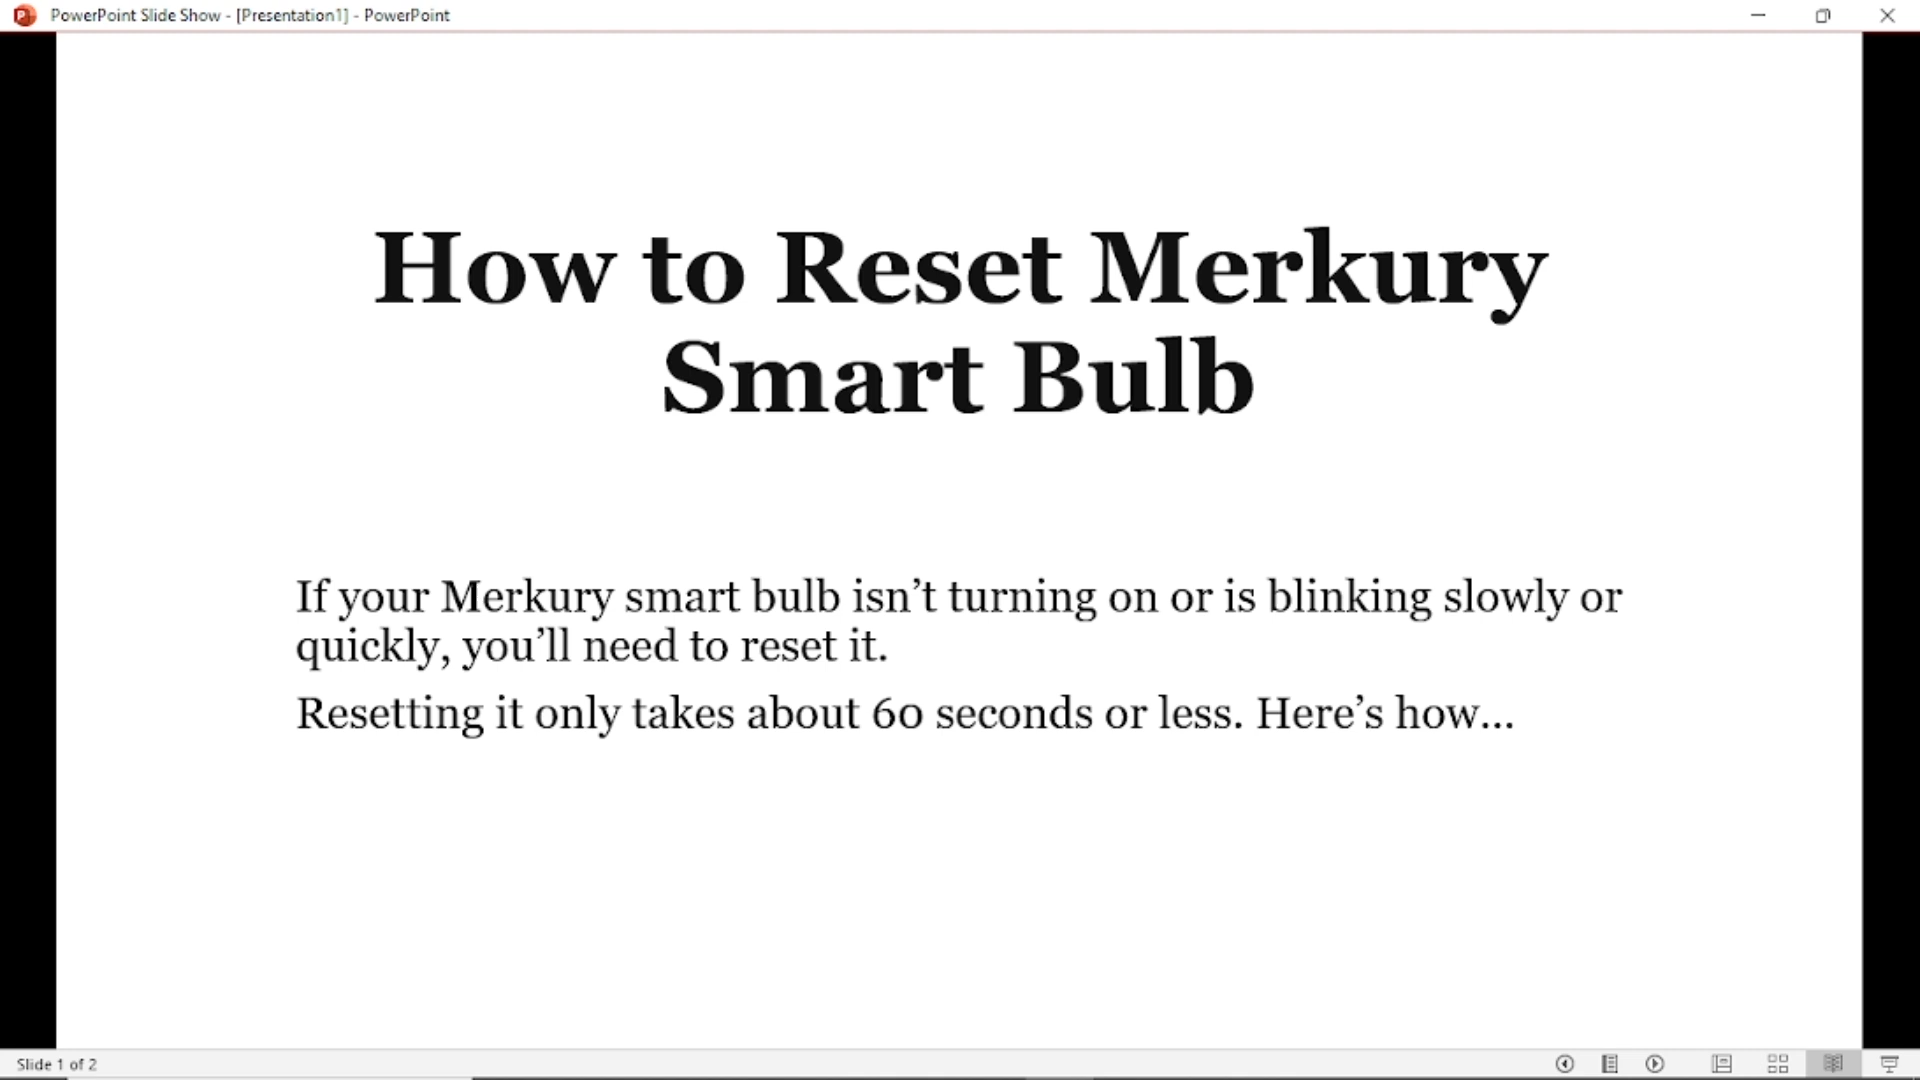 PowerPoint Slide Show - [Presentation1] - PowerPoint
How to Reset Merkury
Smart Bulb
If your Merkury smart bulb isn’t turning on or is blinking slowly or
quickly, you’ll need to reset it.
Resetting it only takes about 60 seconds or less. Here’s how…
Slide 1 of 2